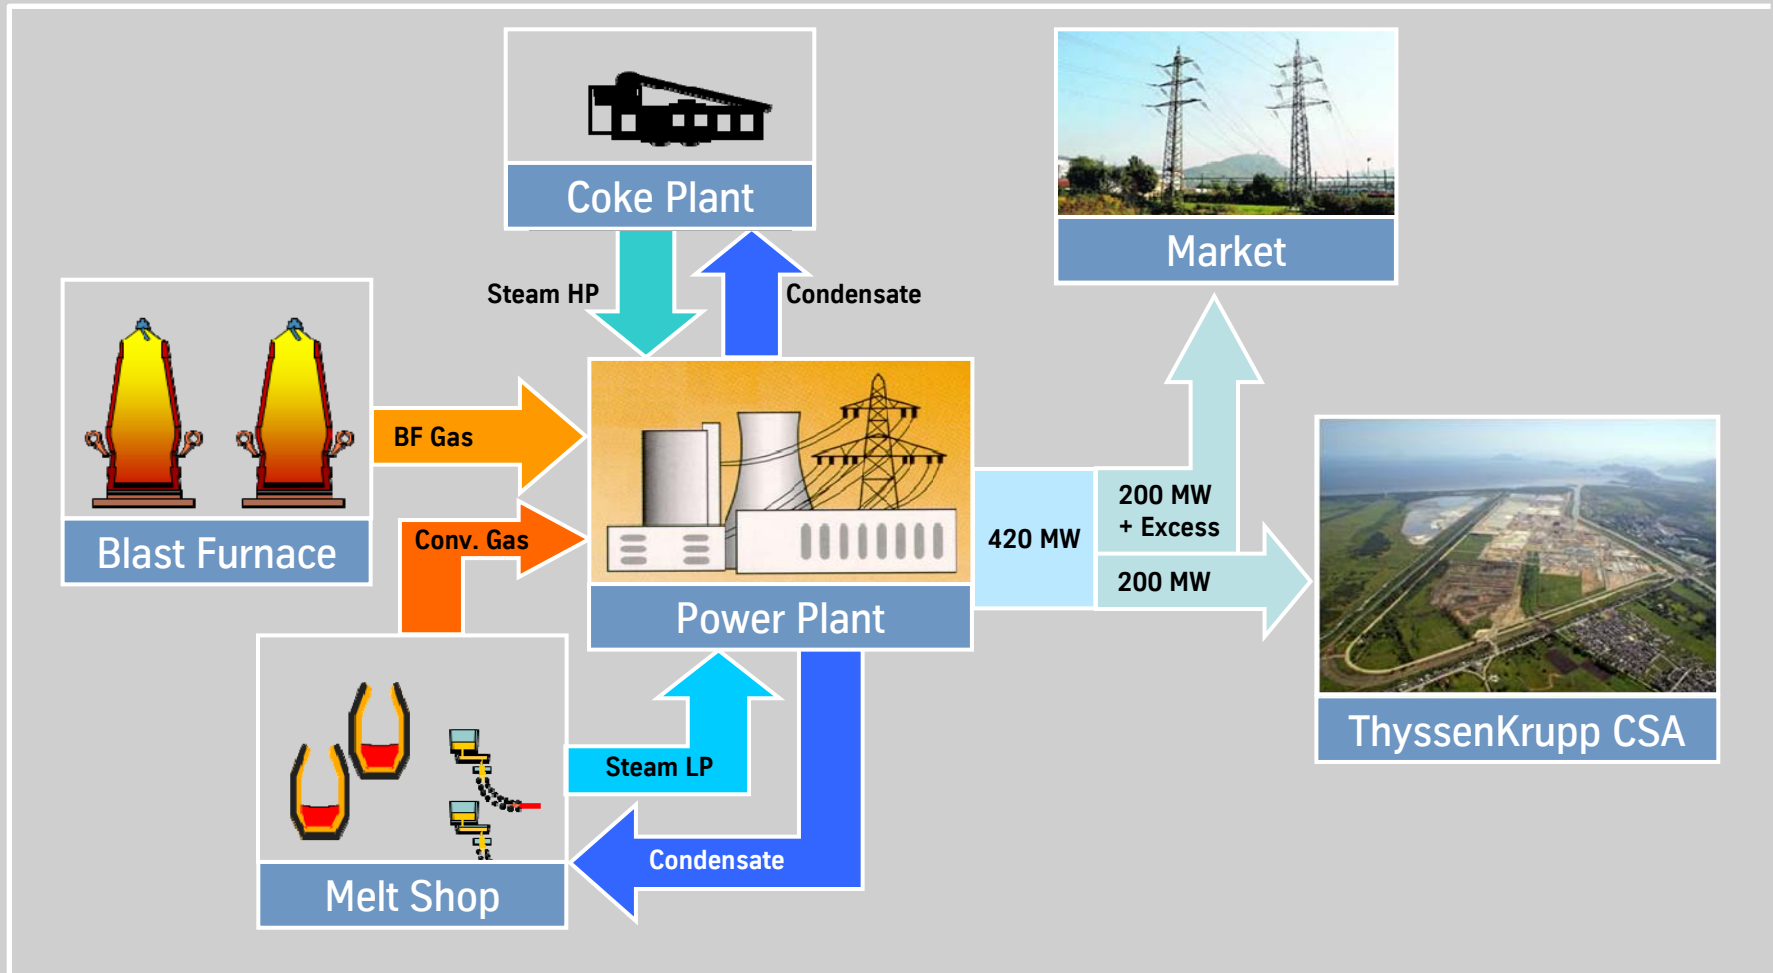 Coke Plant
Market
Steam HP
Condensate
BF Gas
Blast Furnace
Conv. Gas
420 MW
200 MW
+ Excess
200 MW
Power Plant
ThyssenKrupp CSA
Steam LP
Condensate
Melt Shop